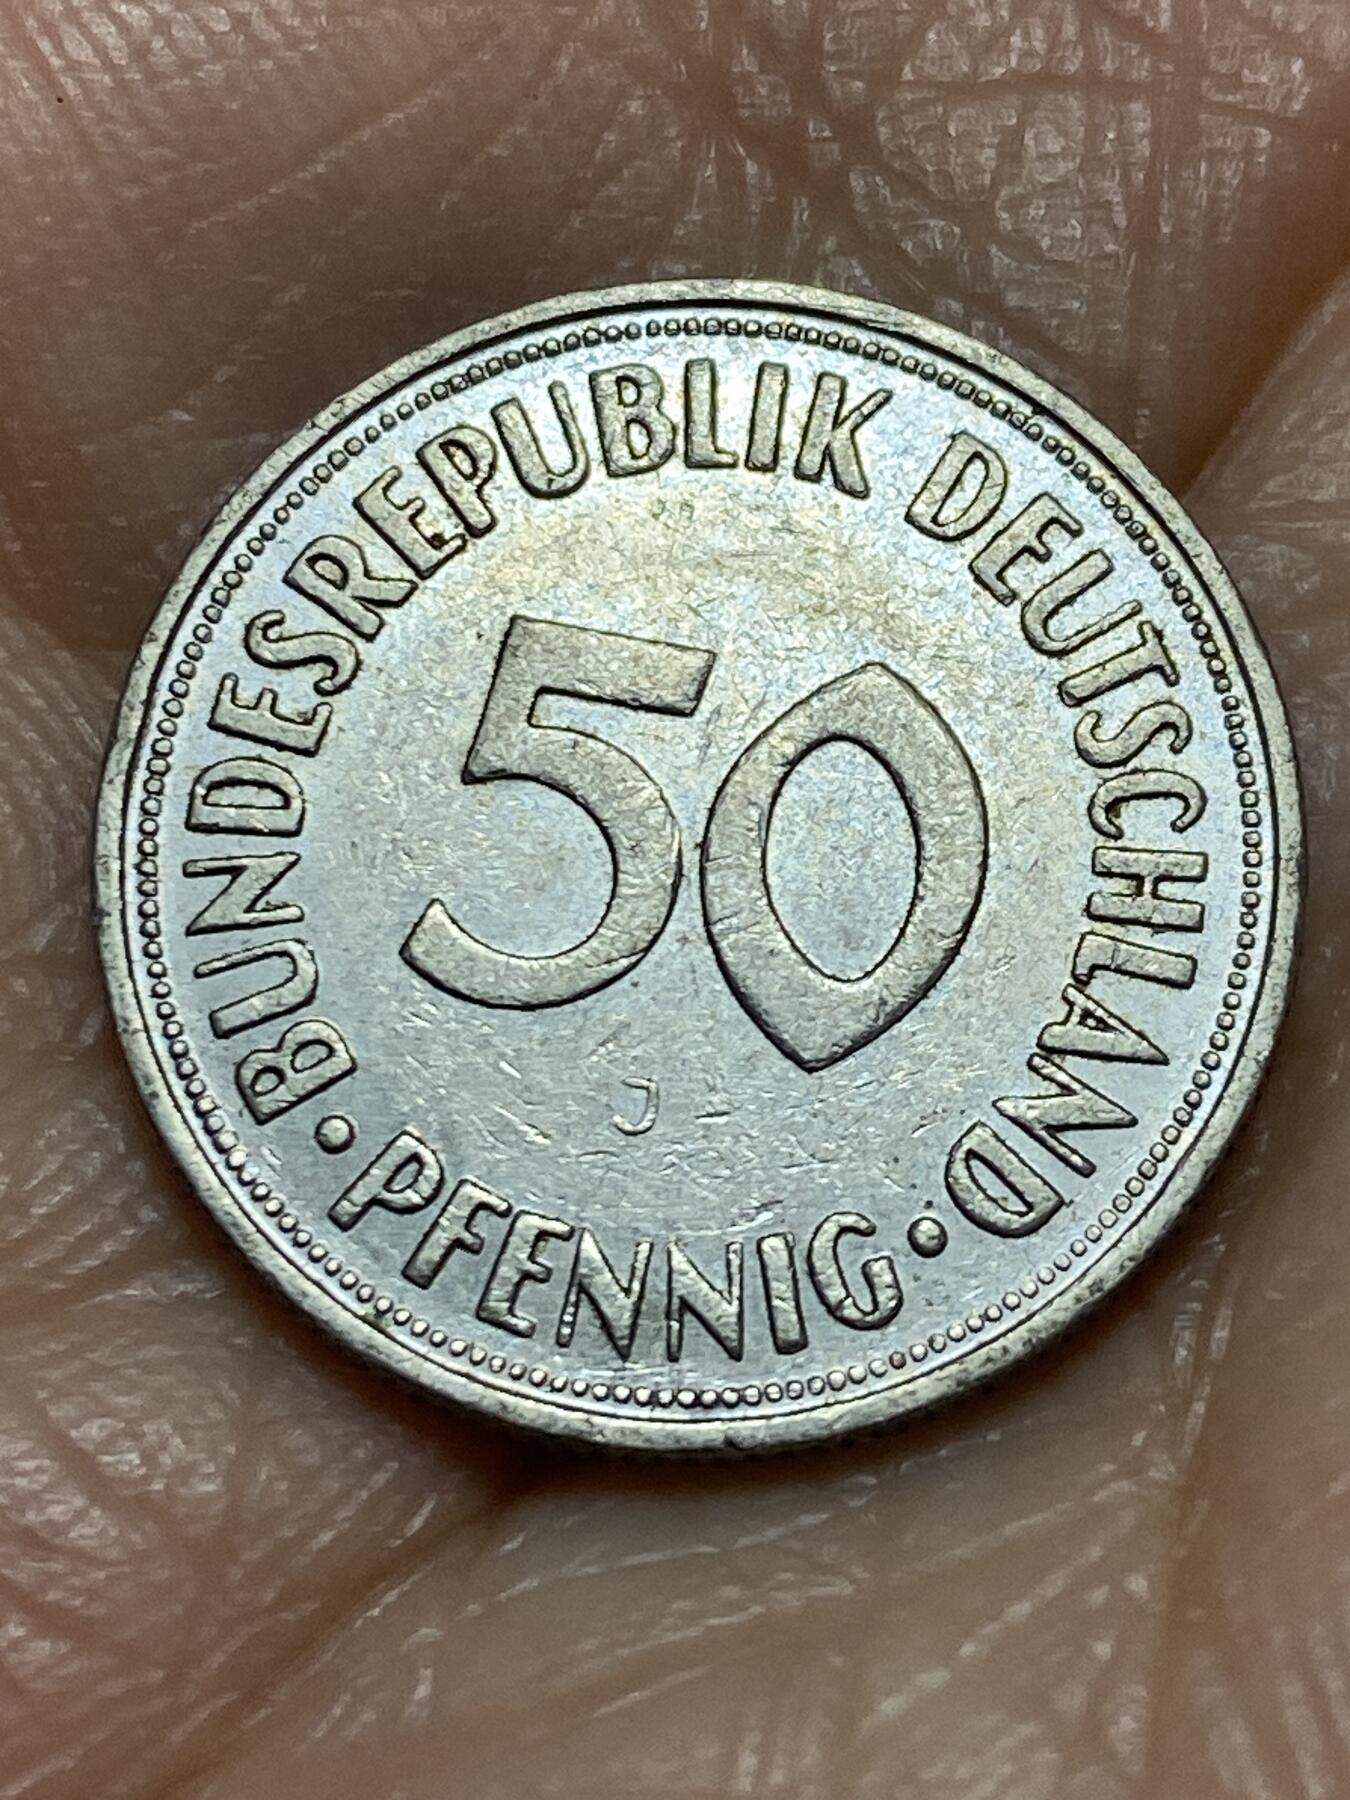 BUNDESREPUBLIK DEUTSCHLAND
50
J
• PFENNIG •